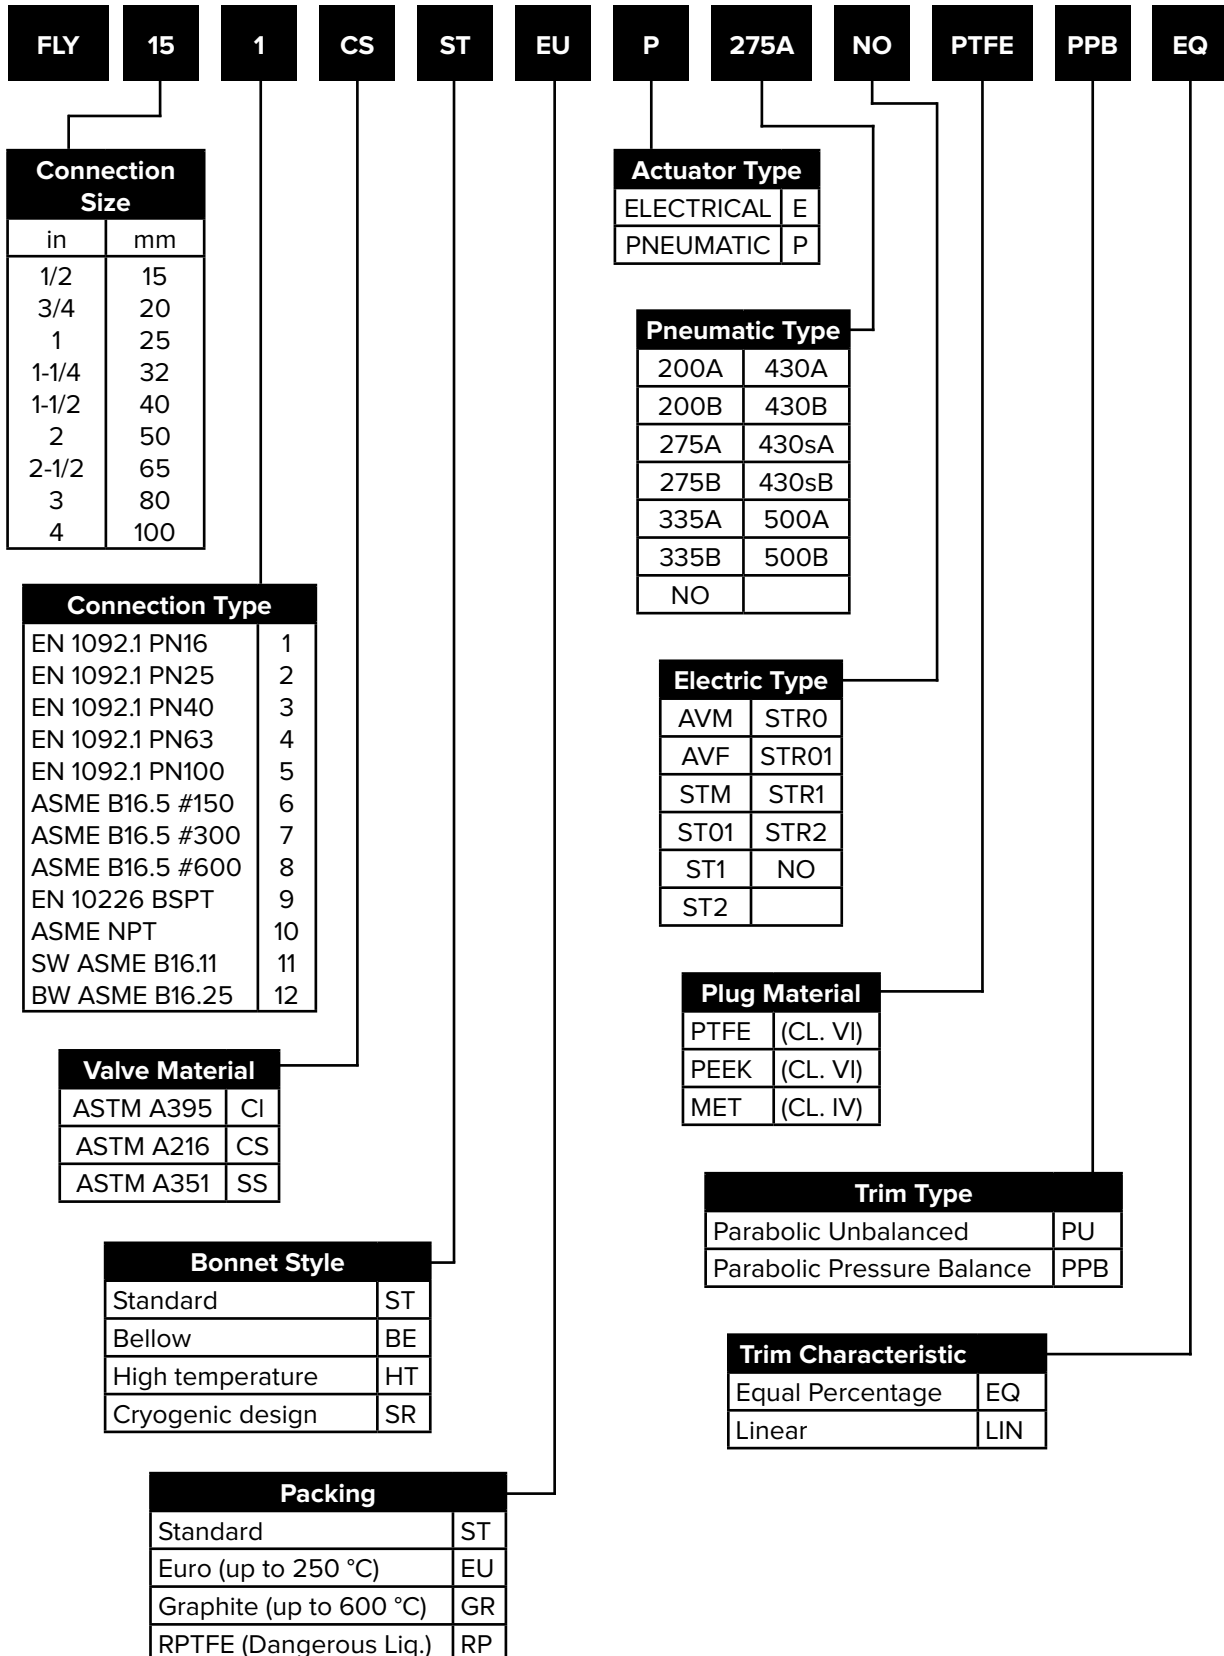 FLY 15 1 CS ST EU P 275A NO PTFE PPB EQ
Connection
Size
in mm
1/2 15
3/4 20
1 25
1-1/4 32
1-1/2 40
2 50
2-1/2 65
3 80
4 100
Connection Type
EN 1092.1 PN16 1
EN 1092.1 PN25 2
EN 1092.1 PN40 3
EN 1092.1 PN63 4
EN 1092.1 PN100 5
ASME B16.5 #150 6
ASME B16.5 #300 7
ASME B16.5 #600 8
EN 10226 BSPT 9
ASME NPT 10
SW ASME B16.11 11
BW ASME B16.25 12
Valve Material
ASTM A395 CI
ASTM A216 CS
ASTM A351 SS
Bonnet Style
Standard ST
Bellow BE
High temperature HT
Cryogenic design SR
Packing
Standard ST
Euro (up to 250 °C) EU
Graphite (up to 600 °C) GR
RPTFE (Dangerous Liq.) RP
Actuator Type
ELECTRICAL E
PNEUMATIC P
Pneumatic Type
200A 430A
200B 430B
275A 430sA
275B 430sB
335A 500A
335B 500B
NO
Electric Type
AVM STR0
AVF STR01
STM STR1
ST01 STR2
ST1 NO
ST2
Plug Material
PTFE (CL. VI)
PEEK (CL. VI)
MET (CL. IV)
Trim Type
Parabolic Unbalanced PU
Parabolic Pressure Balance PPB
Trim Characteristic
Equal Percentage EQ
Linear LIN